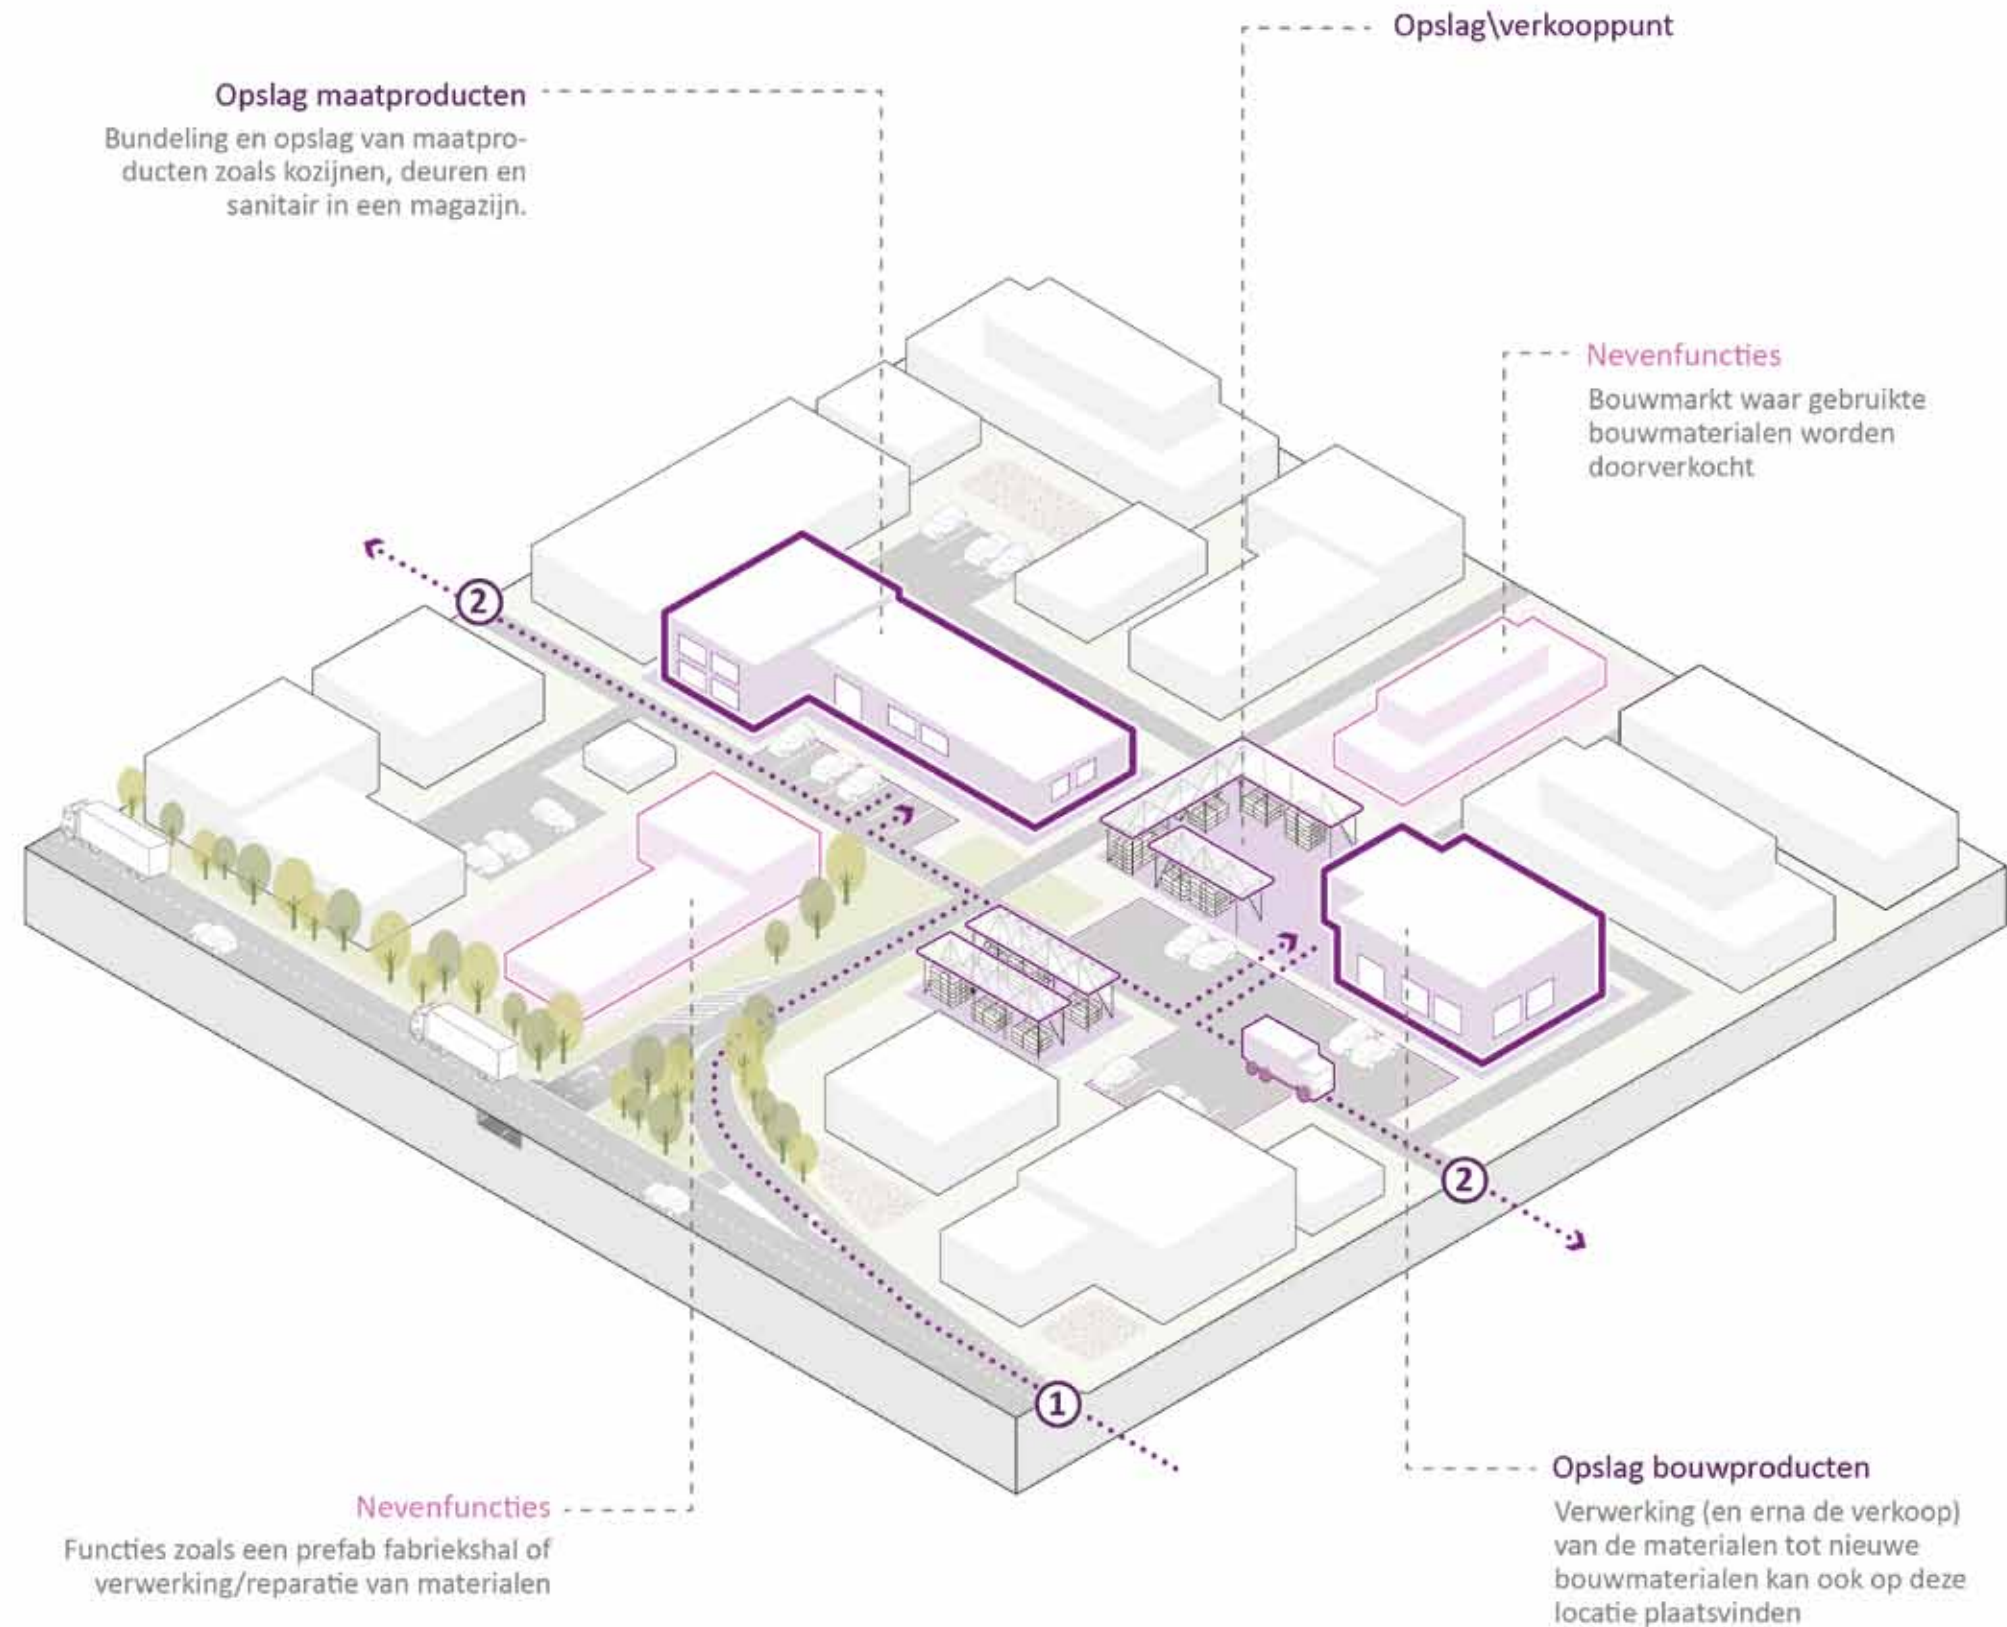 Opslag\verkooppunt
Opslag maatproducten
Bundeling en opslag van maatpro-
ducten zoals kozijnen, deuren en
sanitair in een magazijn.
Nevenfuncties
Bouwmarkt waar gebruikte
bouwmaterialen worden
doorverkocht
2
2
1
Nevenfuncties
Functies zoals een prefab fabriekshal of
verwerking/reparatie van materialen
Opslag bouwproducten
Verwerking (en erna de verkoop)
van de materialen tot nieuwe
bouwmaterialen kan ook op deze
locatie plaatsvinden